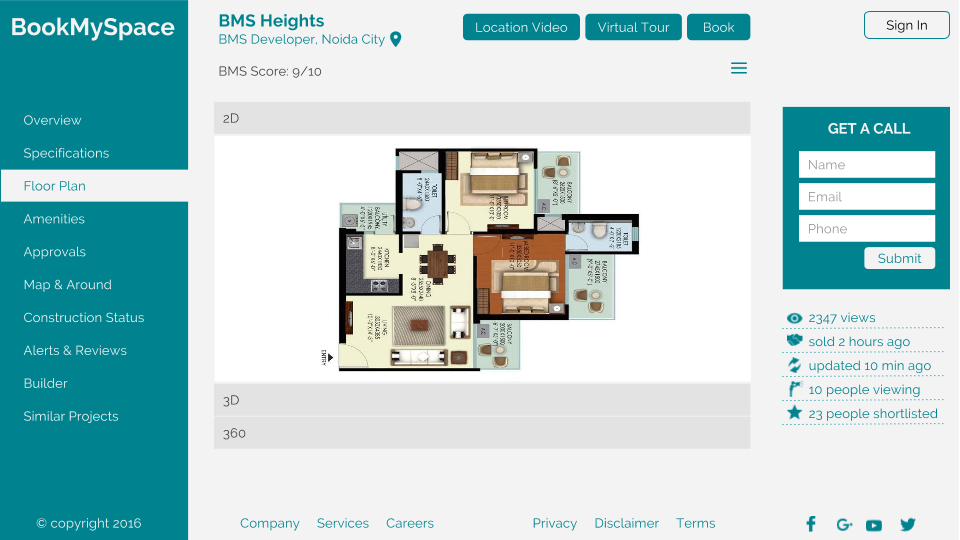 BookMySpace
BMS Heights
BMS Developer, Noida City
Location Video
Virtual Tour
Book
Sign In
BMS Score: 9/10
Overview
Specifications
Floor Plan
Amenities
Approvals
Map & Around
Construction Status
Alerts & Reviews
Builder
Similar Projects
2D
TOILET
BALCONY
UTILITY
BALCONY
KITCHEN
DINING
LIVING
TOILET
BALCONY
BALCONY
ENTRY
3D
360
GET A CALL
Name
Email
Phone
Submit
2347 views
sold 2 hours ago
updated 10 min ago
10 people viewing
23 people shortlisted
© copyright 2016
Company
Services
Careers
Privacy
Disclaimer
Terms